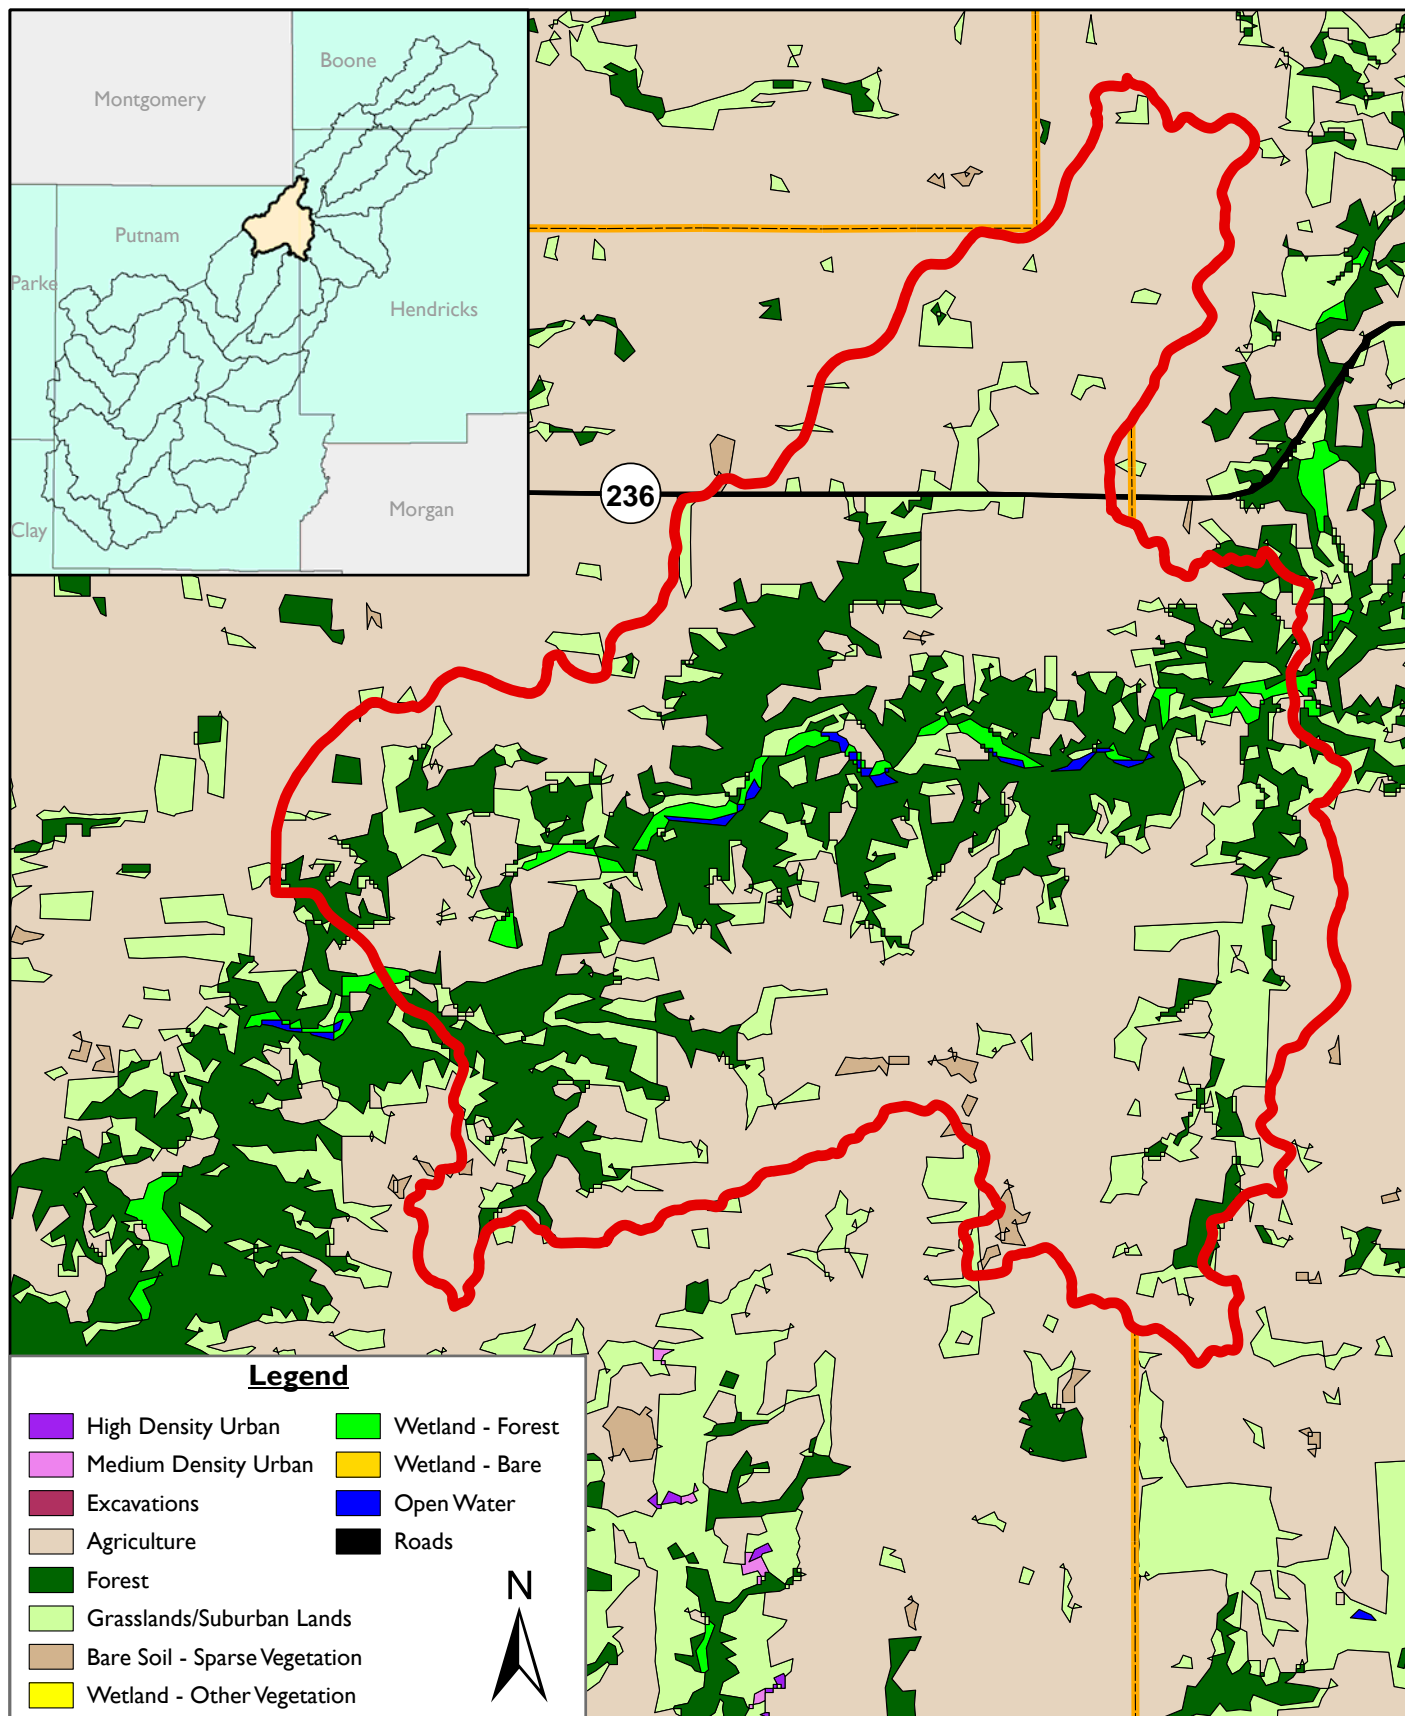 Boone
Montgomery
Putnam
Parke
Hendricks
Morgan
Clay
236
Legend
High Density Urban
Medium Density Urban
Excavations
Agriculture
Forest
Grasslands/Suburban Lands
Bare Soil - Sparse Vegetation
Wetland - Other Vegetation
Wetland - Forest
Wetland - Bare
Open Water
Roads
N